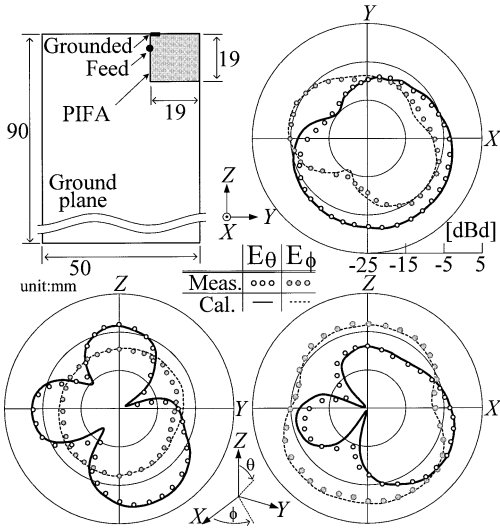 Grounded
Feed
PIFA
19
19
90
Ground
plane
Z
Y
X
50
unit:mm
Y
X
[dBd]
-25 -15 -5 5
Eθ Eϕ
Meas.
Cal.
Z
Y
Z
X
Z
θ
X
ϕ
Y